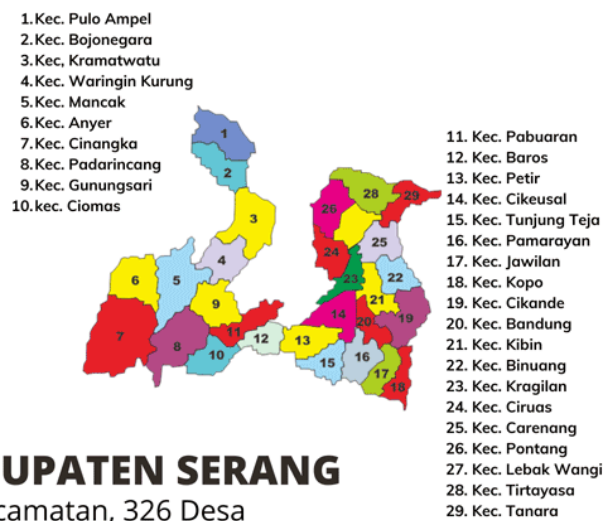 1. Kec. Pulo Ampel
2. Kec. Bojonegara
3. Kec, Kramatwatu
4. Kec. Waringin Kurung
5. Kec. Mancak
6. Kec. Anyer
7. Kec. Cinangka
8. Kec. Padarincang
9. Kec. Gunungsari
10. kec. Ciomas
11. Kec. Pabuaran
12. Kec. Baros
13. Kec. Petir
14. Kec. Cikeusal
15. Kec. Tunjung Teja
16. Kec. Pamarayan
17. Kec. Jawilan
18. Kec. Kopo
19. Kec. Cikande
20. Kec. Bandung
21. Kec. Kibin
22. Kec. Binuang
23. Kec. Kragilan
24. Kec. Ciruas
25. Kec. Carenang
26. Kec. Pontang
27. Kec. Lebak Wangi
28. Kec. Tirtayasa
29. Kec. Tanara
1
2
28
29
26
3
25
24
4
23
22
6
5
21
9
14
20
19
7
11
8
12
13
10
15
16
17
18
UPATEN SERANG
camatan, 326 Desa